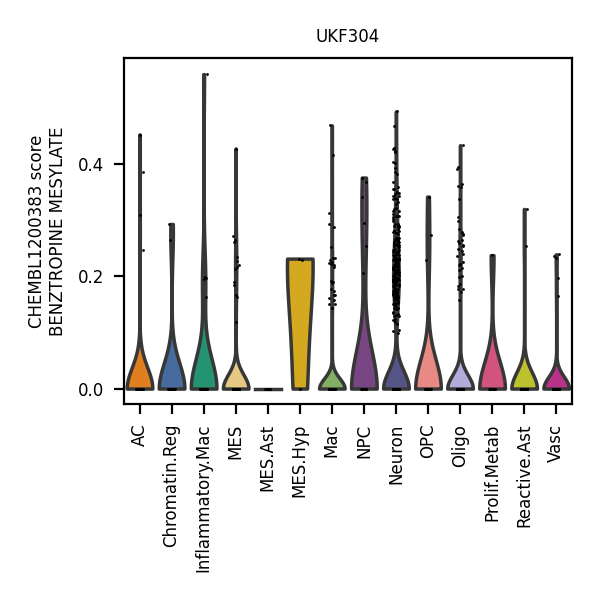 UKF304
CHEMBL1200383 score
BENZTROPINE MESYLATE
0.4
0.2
0.0
AC
Chromatin.Reg
Inflammatory.Mac
MES
MES.Ast
MES.Hyp
Mac
NPC
Neuron
OPC
Oligo
Prolif.Metab
Reactive.Ast
Vasc